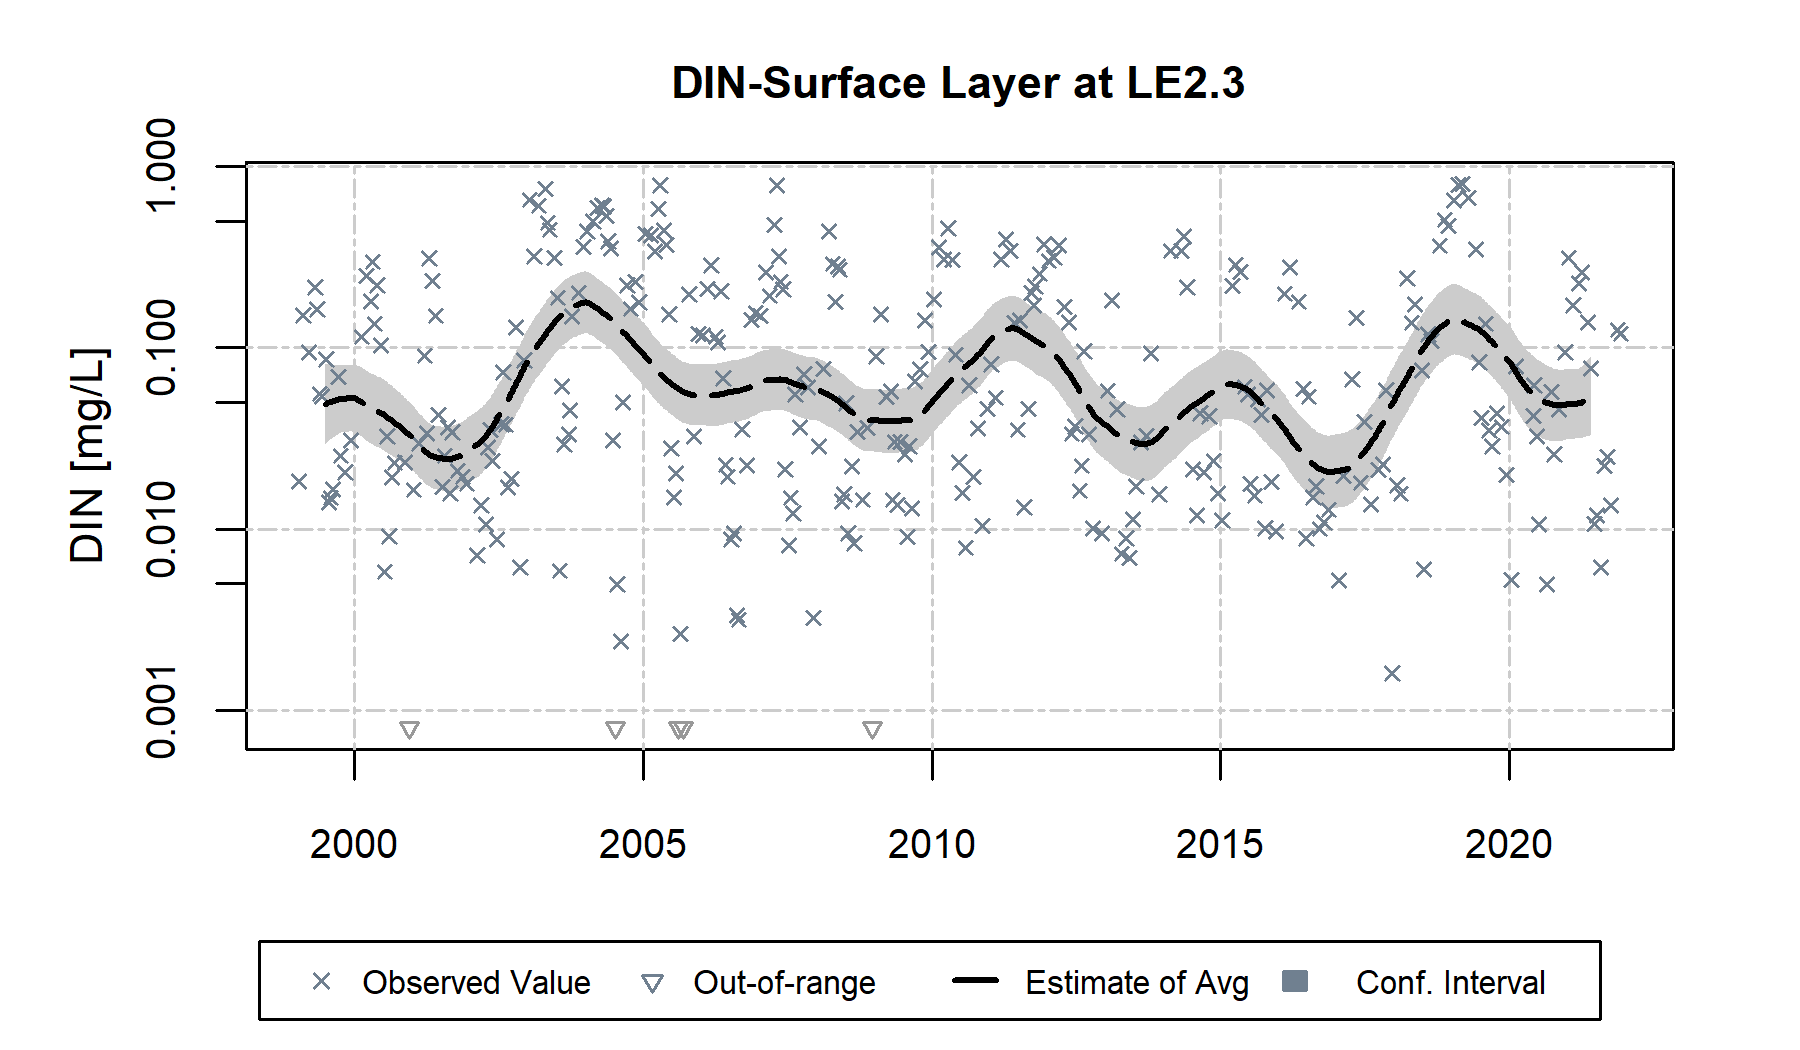 DIN-Surface Layer at LE2.3
DIN [mg/L]
1.000
0.100
0.010
0.001
2000 2005 2010 2015 2020
Observed Value Out-of-range Estimate of Avg Conf. Interval